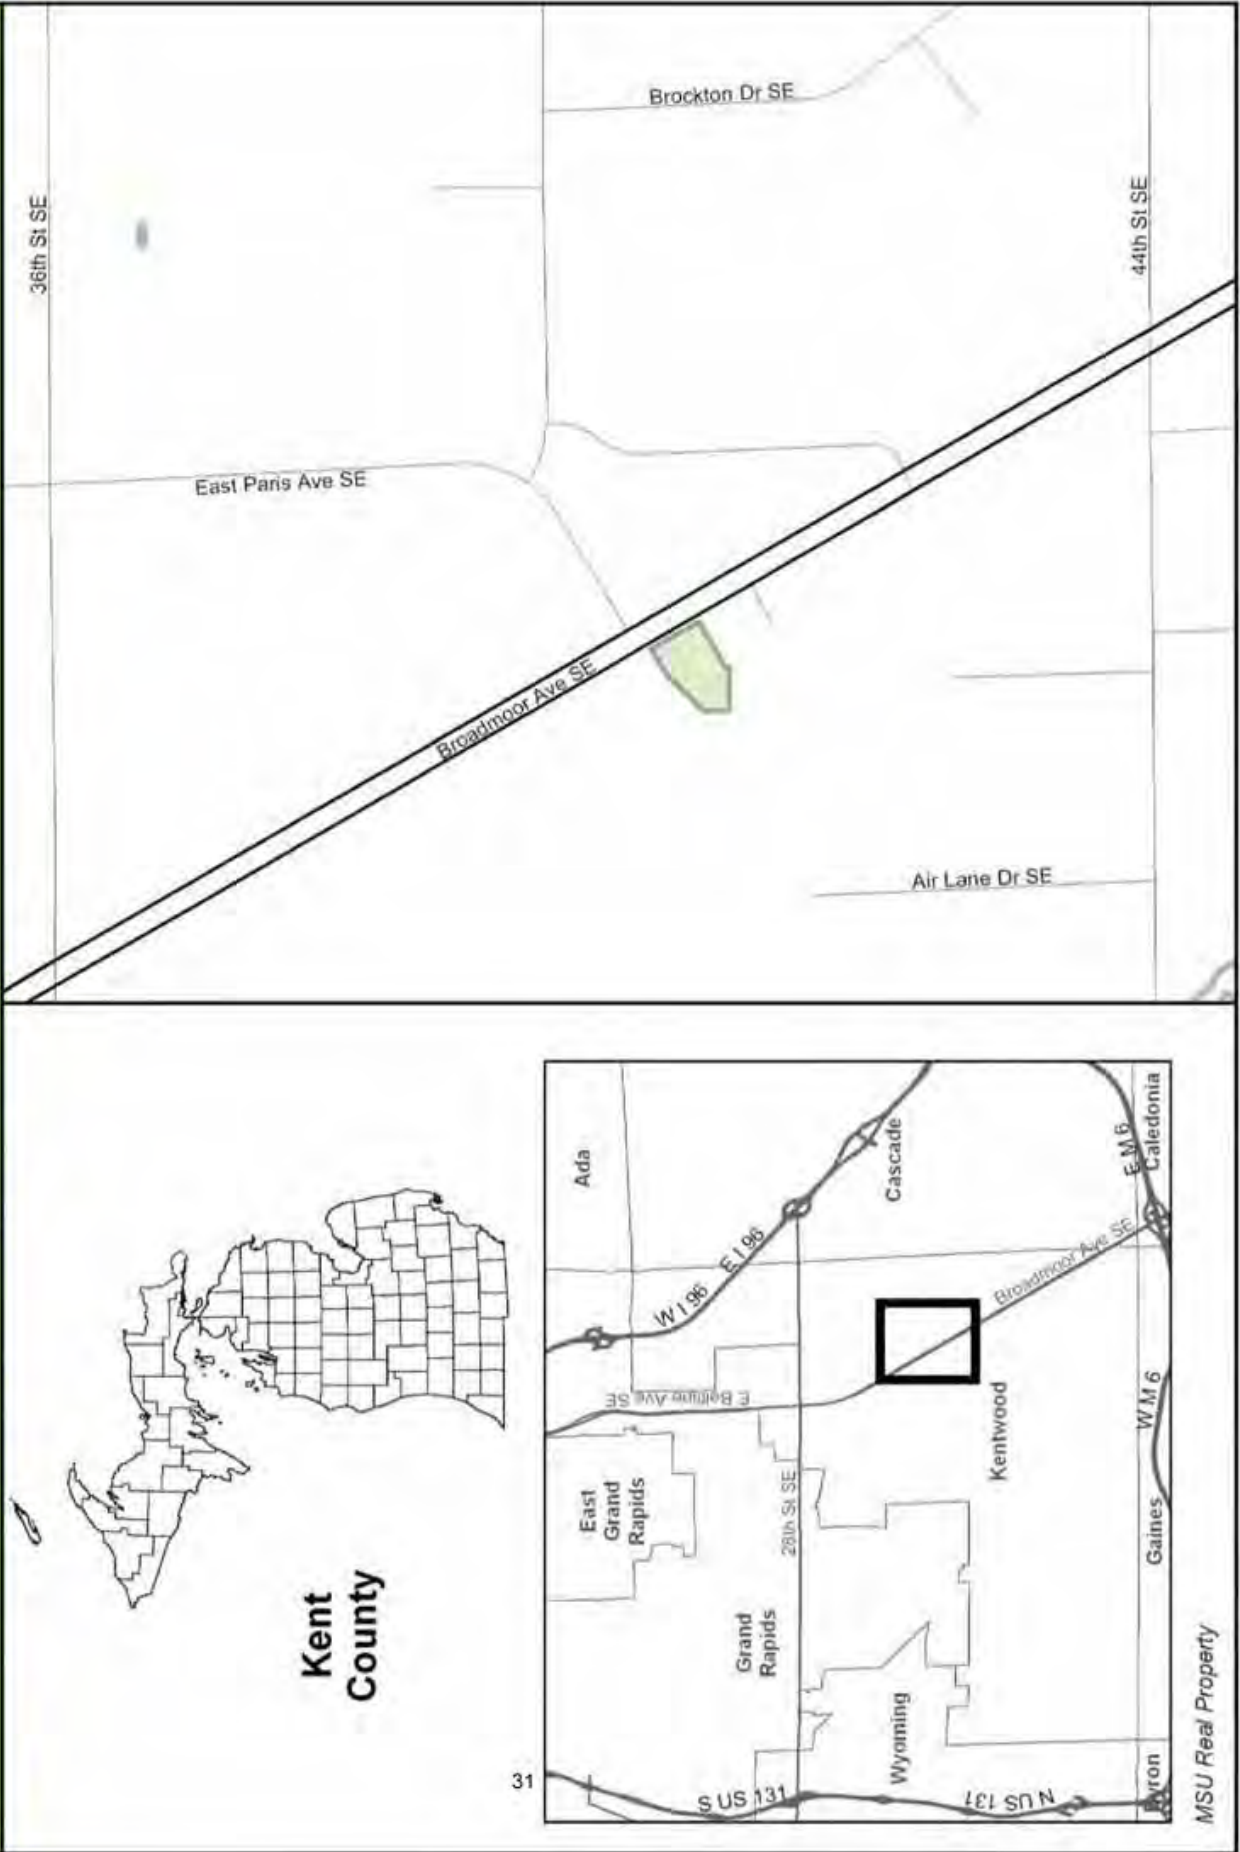 Kent
County
MSU Real Property
31
Ada
East
Grand
Rapids
Grand
Rapids
Wyoming
Kentwood
Cascade
Caledonia
Gaines
Byron
W I 96
E I 96
E Beltline Ave SE
28th St SE
Broadmoor Ave SE
E M 6
W M 6
S US 131
N US 131
36th St SE
East Paris Ave SE
Brockton Dr SE
44th St SE
Broadmoor Ave SE
Air Lane Dr SE